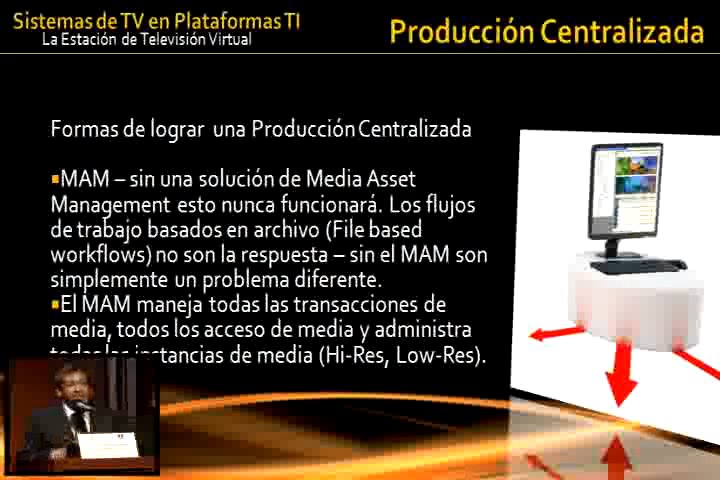 Sistemas de TV en Plataformas TI
La Estación de Televisión Virtual
Producción Centralizada
Formas de lograr una Producción Centralizada
▪MAM – sin una solución de Media Asset
Management esto nunca funcionará. Los flujos
de trabajo basados en archivo (File based
workflows) no son la respuesta – sin el MAM son
simplemente un problema diferente.
▪El MAM maneja todas las transacciones de
media, todos los acceso de media y administra
todas las instancias de media (Hi-Res, Low-Res).